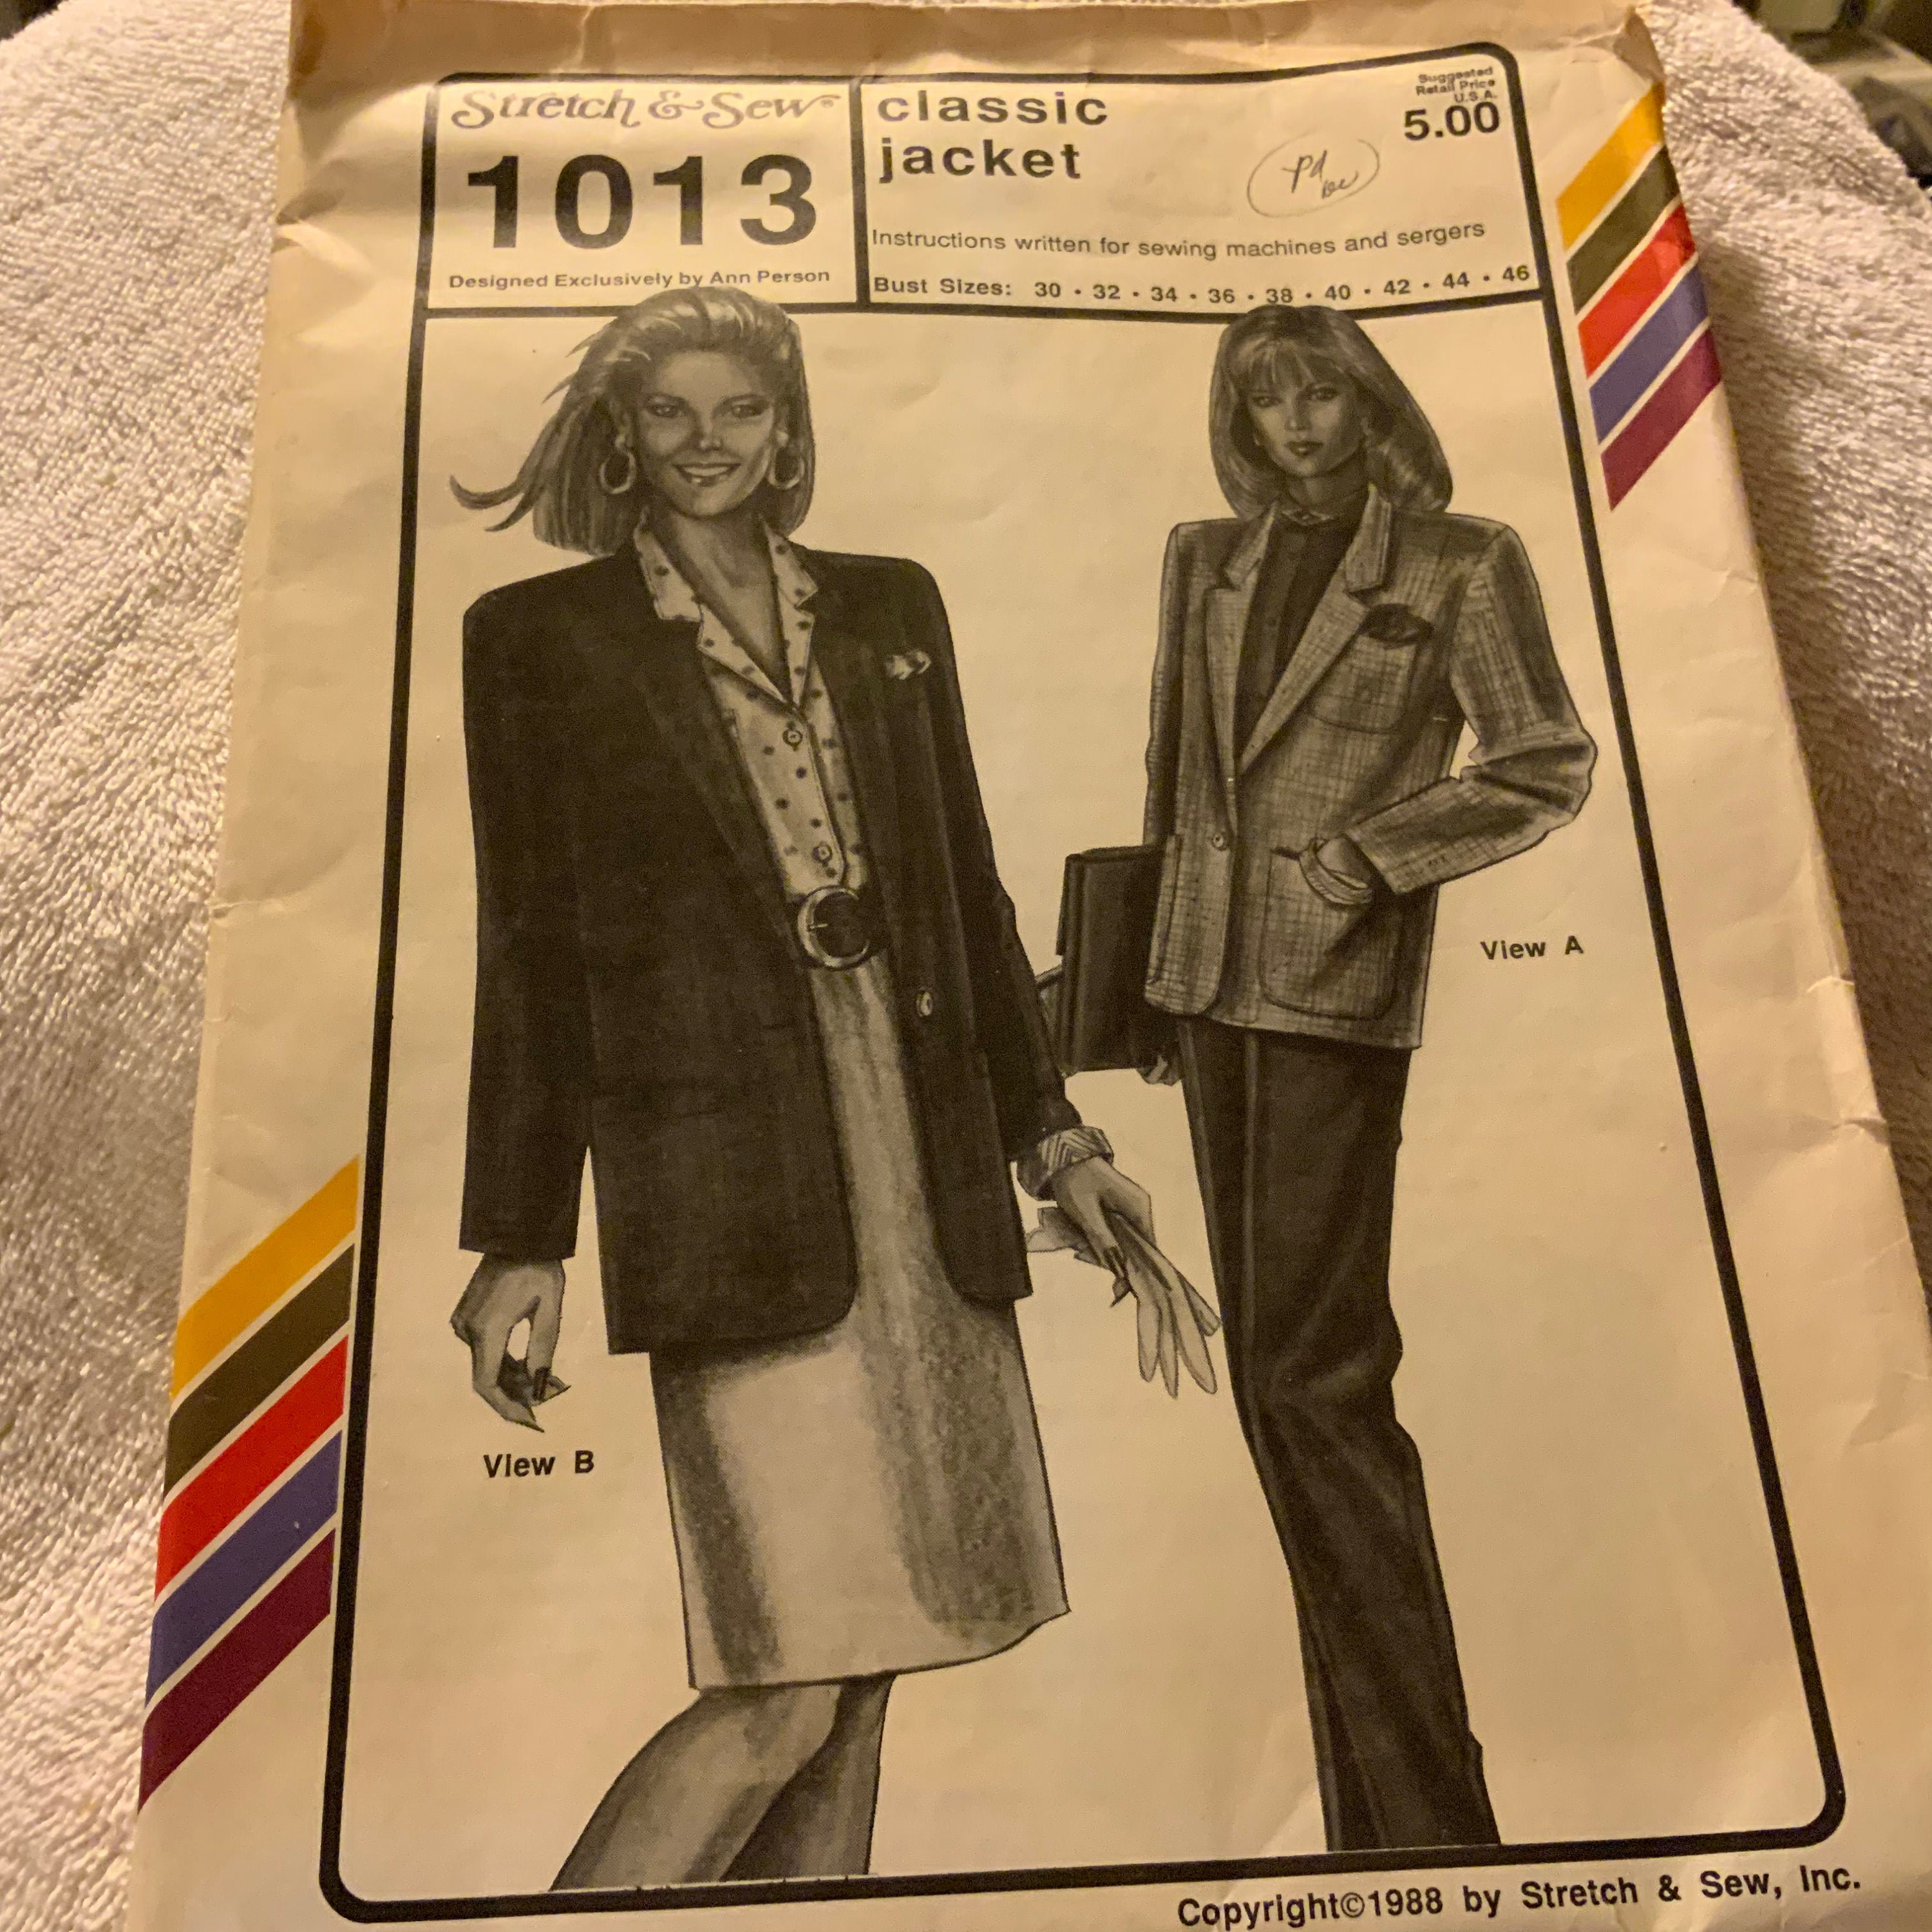 Stretch & Sew®
1013
Designed Exclusively by Ann Person
classic
jacket
Suggested
Retail Price
U.S.A.
5.00
pd
Instructions written for sewing machines and sergers
Bust Sizes: 30 • 32 • 34 • 36 • 38 • 40 • 42 • 44 • 46
View A
View B
Copyright©1988 by Stretch & Sew, Inc.